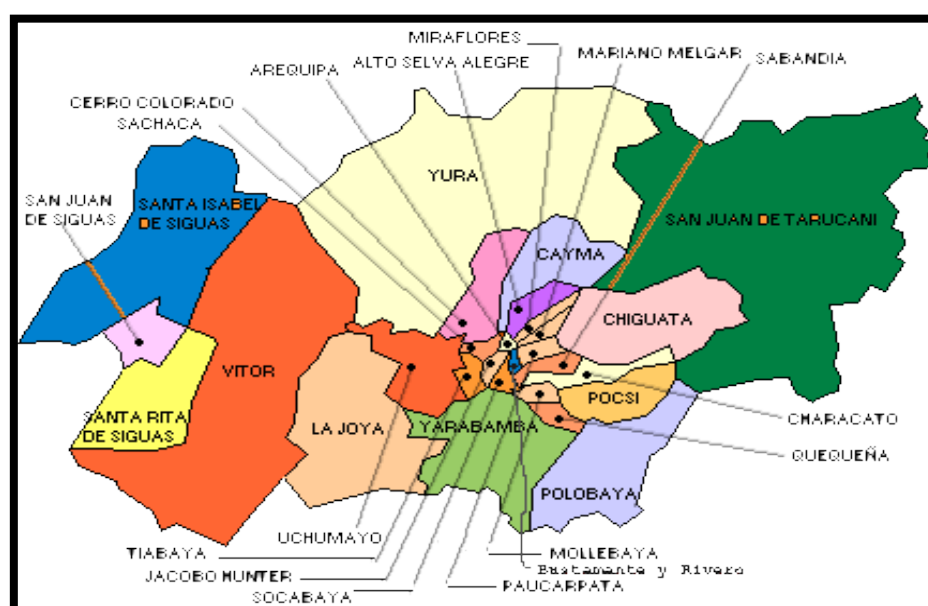 MIRAFLORES
ALTO SELVA ALEGRE
MARIANO MELGAR
SABANDIA
AREQUIPA
CERRO COLORADO
SACHACA
SAN JUAN
DE SIGUAS
SANTA ISABEL
DE SIGUAS
YURA
SAN JUAN DE TARUCANI
CAYMA
CHIGUATA
VITOR
SANTA RITA
DE SIGUAS
LA JOYA
YARABAMBA
POCSI
CHARACATO
QUEQUEÑA
POLOBAYA
UCHUMAYO
TIABAYA
JACOBO HUNTER
SOCABAYA
MOLLEBAYA
Bustamante y Rivero
PAUCARPATA